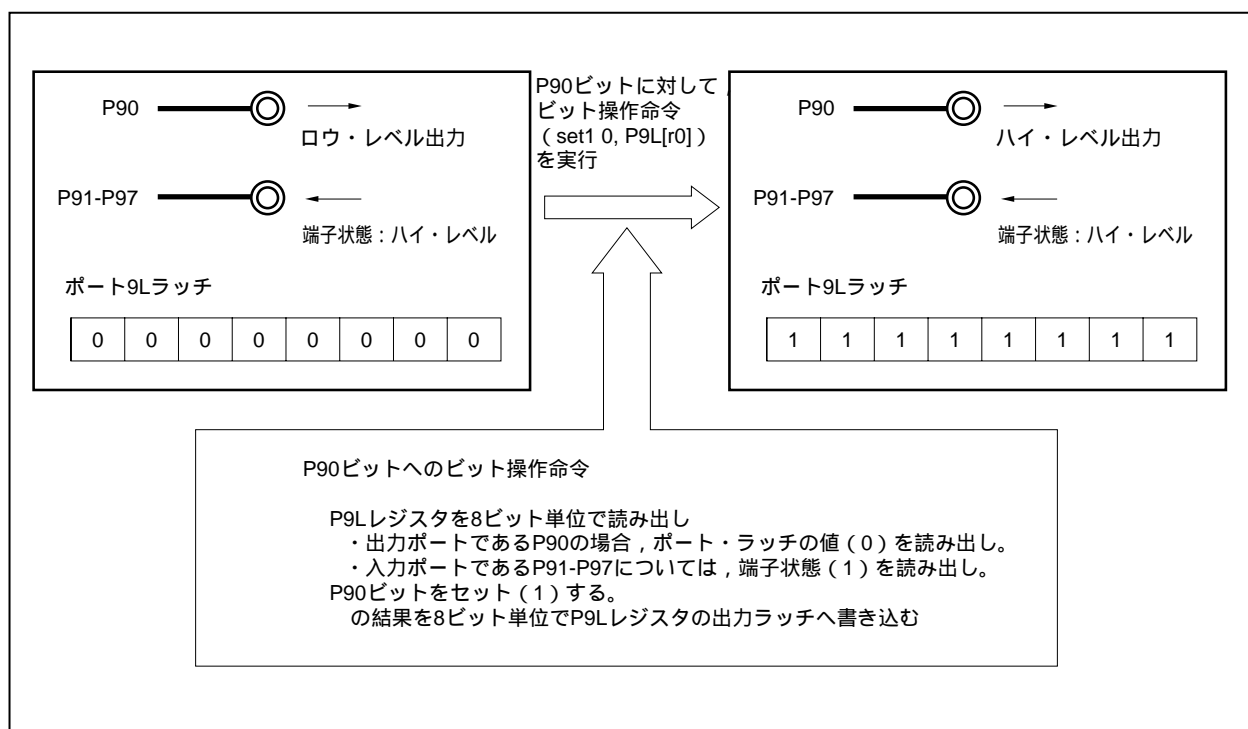 P90
ロウ・レベル出力
P91-P97
端子状態：ハイ・レベル
ポート9Lラッチ
0 0 0 0 0 0 0 0
P90ビットに対して，
ビット操作命令
（set1 0, P9L[r0]）
を実行
P90
ハイ・レベル出力
P91-P97
端子状態：ハイ・レベル
ポート9Lラッチ
1 1 1 1 1 1 1 1
P90ビットへのビット操作命令
P9Lレジスタを8ビット単位で読み出し
・出力ポートであるP90の場合，ポート・ラッチの値（0）を読み出し。
・入力ポートであるP91-P97については，端子状態（1）を読み出し。
P90ビットをセット（1）する。
の結果を8ビット単位でP9Lレジスタの出力ラッチへ書き込む